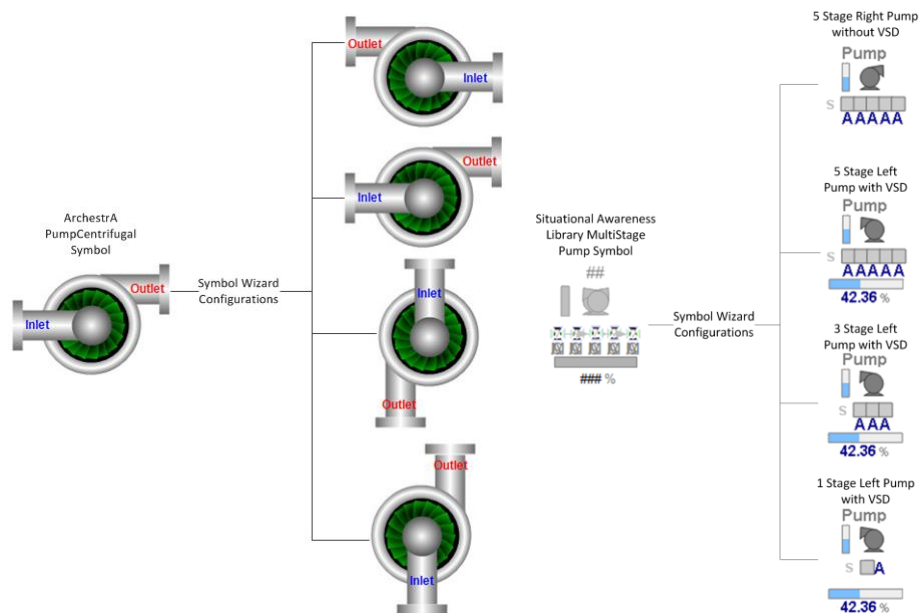 ArchestrA
PumpCentrifugal
Symbol
Inlet
Outlet
Symbol Wizard
Configurations
Outlet
Inlet
Outlet
Inlet
Inlet
Outlet
Outlet
Inlet
Situational Awareness
Library MultiStage
Pump Symbol
##
### %
Symbol Wizard
Configurations
5 Stage Right Pump
without VSD
Pump
S
AAAAA
5 Stage Left
Pump with VSD
Pump
S
AAAAA
42.36 %
3 Stage Left
Pump with VSD
Pump
S
AAA
42.36 %
1 Stage Left Pump
with VSD
Pump
S
A
42.36 %